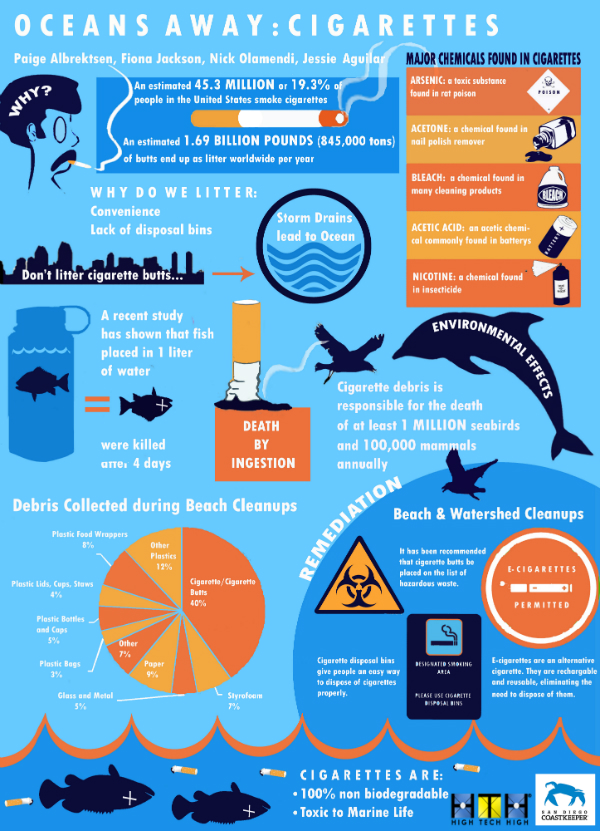 OCEANS AWAY: CIGARETTES
Paige Albrektsen, Fiona Jackson, Nick Olamendi, Jessie Aguilar
WHY?
An estimated 45.3 MILLION or 19.3% of
people in the United States smoke cigarettes
An estimated 1.69 BILLION POUNDS (845,000 tons)
of butts end up as litter worldwide per year
MAJOR CHEMICALS FOUND IN CIGARETTES
ARSENIC: a toxic substance
found in rat poison
POISON
ACETONE: a chemical found in
nail polish remover
BLEACH: a chemical found in
many cleaning products
BLEACH
ACETIC ACID: an acetic chemi-
cal commonly found in batterys
BATTERY
NICOTINE: a chemical found
in insecticide
WHY DO WE LITTER:
Convenience
Lack of disposal bins
Storm Drains
lead to Ocean
Don't litter cigarette butts...
A recent study
has shown that fish
placed in 1 liter
of water
=
were killed
after 4 days
DEATH
BY
INGESTION
ENVIRONMENTAL EFFECTS
Cigarette debris is
responsible for the death
of at least 1 MILLION seabirds
and 100,000 mammals
annually
Debris Collected during Beach Cleanups
Plastic Food Wrappers
8%
Other
Plastics
12%
Cigarette/Cigarette
Butts
40%
Plastic Lids, Cups, Staws
4%
Plastic Bottles
and Caps
5%
Plastic Bags
3%
Other
7%
Paper
9%
Glass and Metal
5%
Styrofoam
7%
REMEDIATION
Beach & Watershed Cleanups
It has been recommended
that cigarette butts be
placed on the list of
hazardous waste.
E-CIGARETTES
PERMITTED
Cigarette disposal bins
give people an easy way
to dispose of cigarettes
properly.
DESIGNATED SMOKING
AREA
PLEASE USE CIGARETTE
DISPOSAL BINS
E-cigarettes are an alternative
cigarette. They are rechargable
and reusable, eliminating the
need to dispose of them.
CIGARETTES ARE:
• 100% non biodegradable
• Toxic to Marine Life
HTH
HIGH TECH HIGH
SAN DIEGO
COASTKEEPER